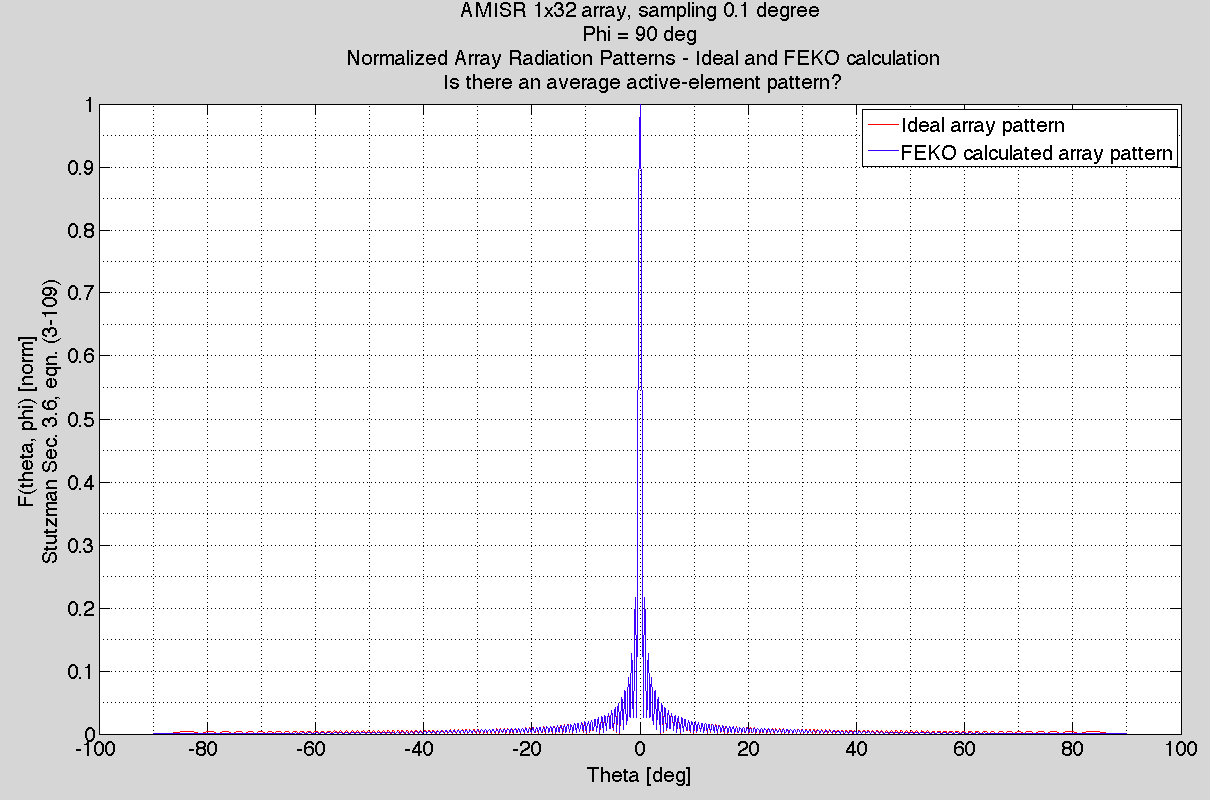 AMISR 1x32 array, sampling 0.1 degree
Phi = 90 deg
Normalized Array Radiation Patterns - Ideal and FEKO calculation
Is there an average active-element pattern?
Ideal array pattern
FEKO calculated array pattern
F(theta, phi) [norm]
Stutzman Sec. 3.6, eqn. (3-109)
1
0.9
0.8
0.7
0.6
0.5
0.4
0.3
0.2
0.1
0
-100 -80 -60 -40 -20 0 20 40 60 80 100
Theta [deg]